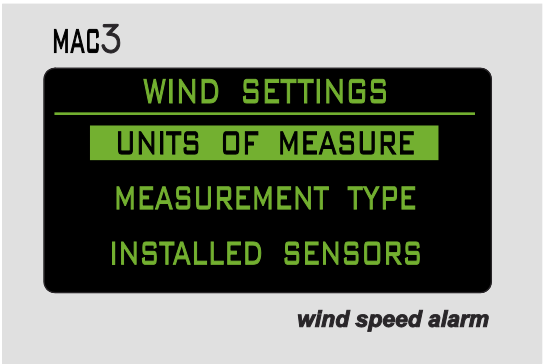 MAC3
WIND SETTINGS
UNITS OF MEASURE
MEASUREMENT TYPE
INSTALLED SENSORS
wind speed alarm